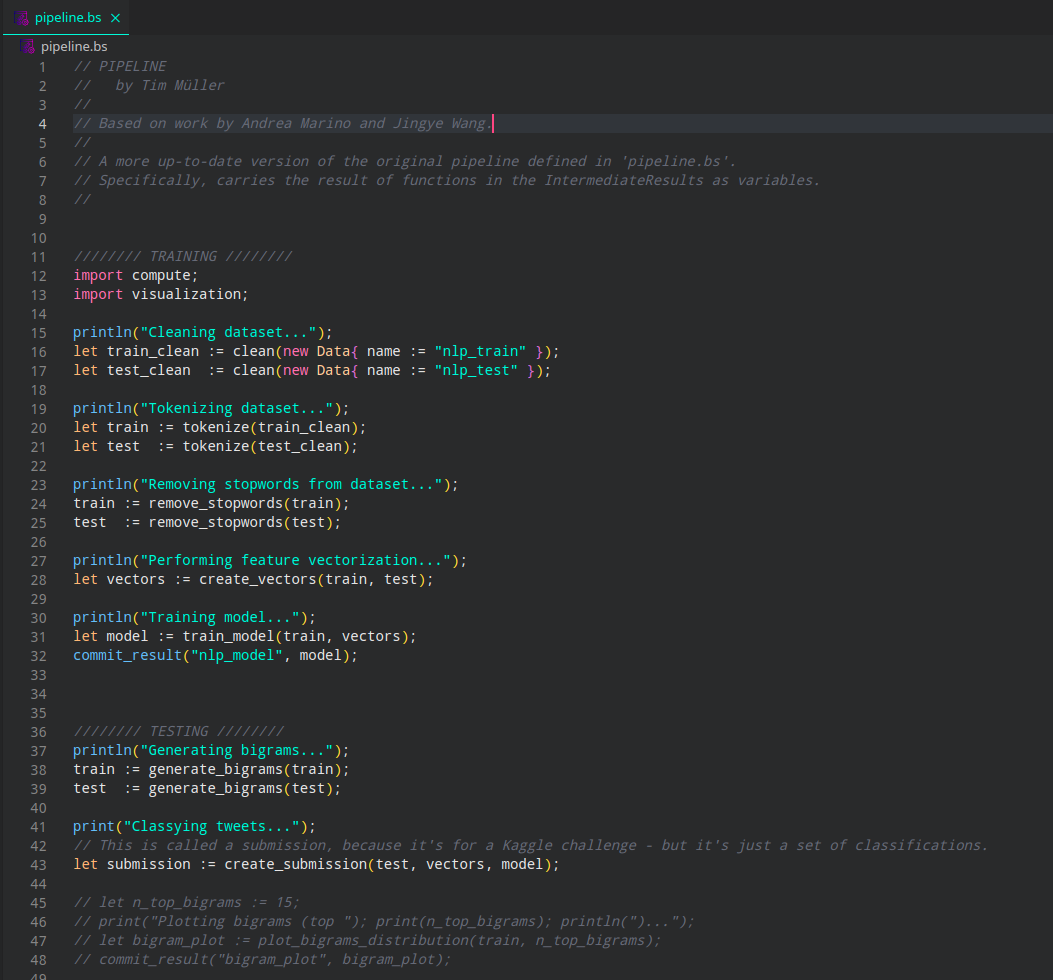 pipeline.bs ×
pipeline.bs
1 // PIPELINE
2 //   by Tim Müller
3 //
4 // Based on work by Andrea Marino and Jingye Wang.
5 //
6 // A more up-to-date version of the original pipeline defined in 'pipeline.bs'.
7 // Specifically, carries the result of functions in the IntermediateResults as variables.
8 //
9
10
11 //////// TRAINING ////////
12 import compute;
13 import visualization;
14
15 println("Cleaning dataset...");
16 let train_clean := clean(new Data{ name := "nlp_train" });
17 let test_clean  := clean(new Data{ name := "nlp_test" });
18
19 println("Tokenizing dataset...");
20 let train := tokenize(train_clean);
21 let test  := tokenize(test_clean);
22
23 println("Removing stopwords from dataset...");
24 train := remove_stopwords(train);
25 test  := remove_stopwords(test);
26
27 println("Performing feature vectorization...");
28 let vectors := create_vectors(train, test);
29
30 println("Training model...");
31 let model := train_model(train, vectors);
32 commit_result("nlp_model", model);
33
34
35
36 //////// TESTING ////////
37 println("Generating bigrams...");
38 train := generate_bigrams(train);
39 test  := generate_bigrams(test);
40
41 print("Classying tweets...");
42 // This is called a submission, because it's for a Kaggle challenge - but it's just a set of classifications.
43 let submission := create_submission(test, vectors, model);
44
45 // let n_top_bigrams := 15;
46 // print("Plotting bigrams (top "); print(n_top_bigrams); println(")...");
47 // let bigram_plot := plot_bigrams_distribution(train, n_top_bigrams);
48 // commit_result("bigram_plot", bigram_plot);
49